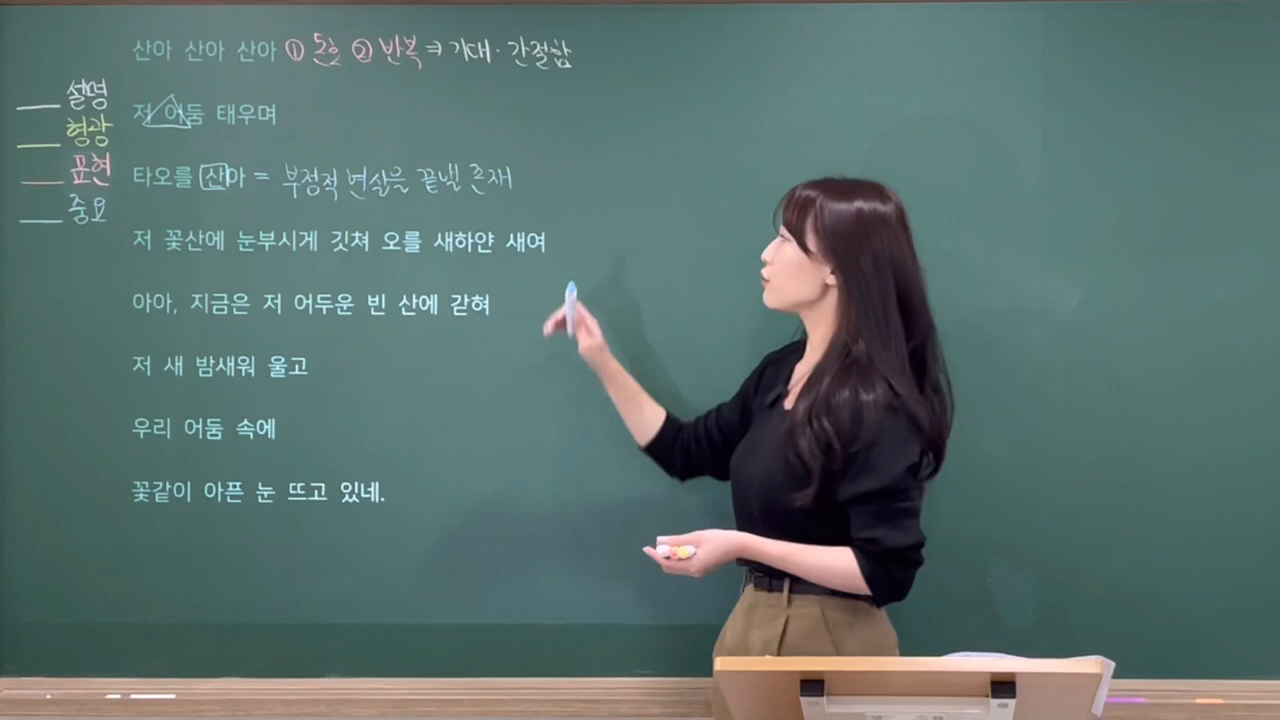 산아 산아 산아 ① 돈호 ② 반복 ⇒ 기대·간절함
설명
저 어둠 태우며
형광
표현
타오를 산아 = 부정적 현실을 끝낼 존재
중요
저 꽃산에 눈부시게 깃쳐 오를 새하얀 새여
아아, 지금은 저 어두운 빈 산에 갇혀
저 새 밤새워 울고
우리 어둠 속에
꽃같이 아픈 눈 뜨고 있네.